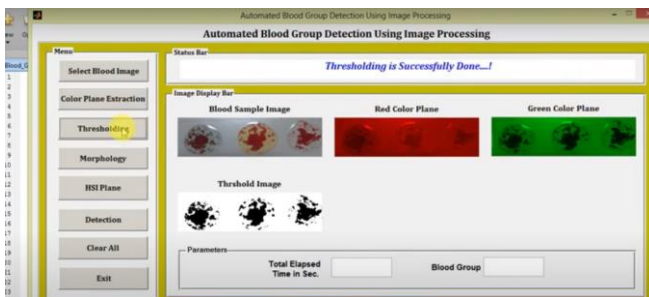 Automated Blood Group Detection Using Image Processing
Automated Blood Group Detection Using Image Processing
Menu
Select Blood Image
Color Plane Extraction
Thresholding
Morphology
HSI Plane
Detection
Clear All
Exit
Status Bar
Thresholding is Successfully Done....!
Image Display Bar
Blood Sample Image
Red Color Plane
Green Color Plane
Thrshold Image
Parameters
Total Elapsed
Time in Sec.
Blood Group